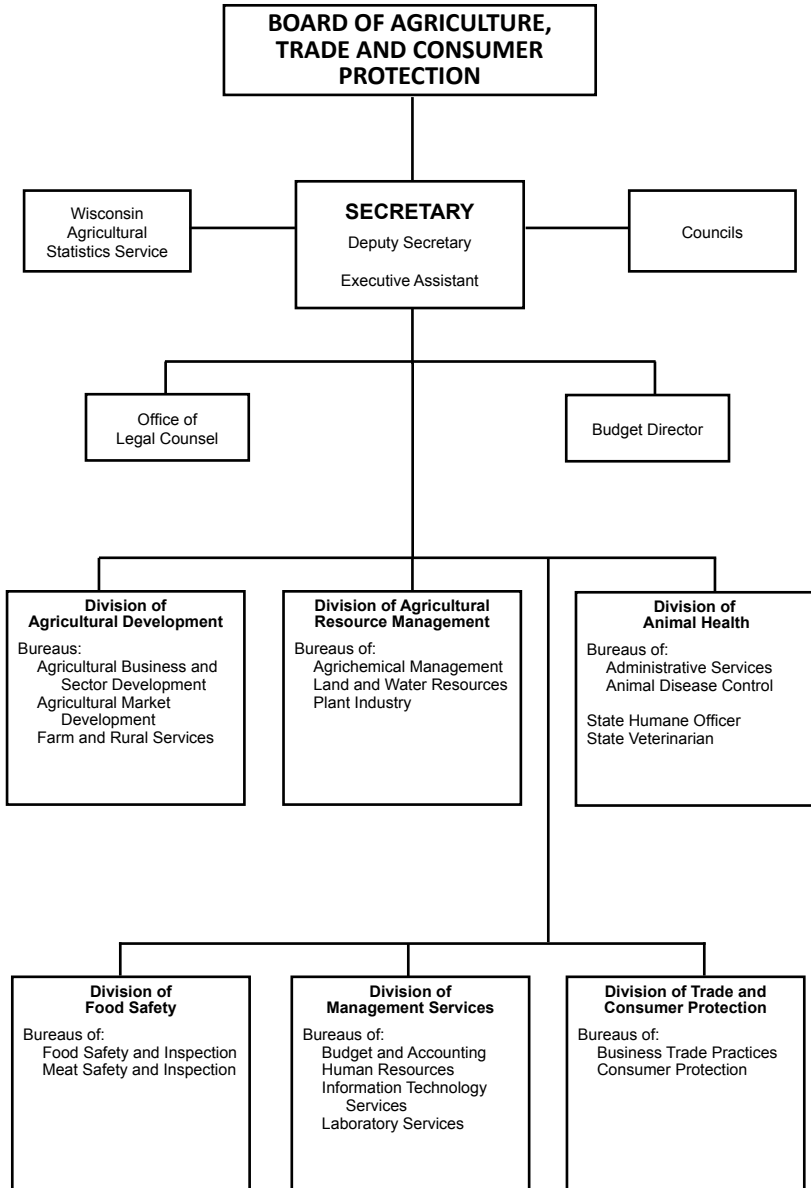 BOARD OF AGRICULTURE,
TRADE AND CONSUMER
PROTECTION
Wisconsin
Agricultural
Statistics Service
SECRETARY
Deputy Secretary
Executive Assistant
Councils
Office of
Legal Counsel
Budget Director
Division of
Agricultural Development
Bureaus:
Agricultural Business and
Sector Development
Agricultural Market
Development
Farm and Rural Services
Division of Agricultural
Resource Management
Bureaus of:
Agrichemical Management
Land and Water Resources
Plant Industry
Division of
Animal Health
Bureaus of:
Administrative Services
Animal Disease Control
State Humane Officer
State Veterinarian
Division of
Food Safety
Bureaus of:
Food Safety and Inspection
Meat Safety and Inspection
Division of
Management Services
Bureaus of:
Budget and Accounting
Human Resources
Information Technology
Services
Laboratory Services
Division of Trade and
Consumer Protection
Bureaus of:
Business Trade Practices
Consumer Protection